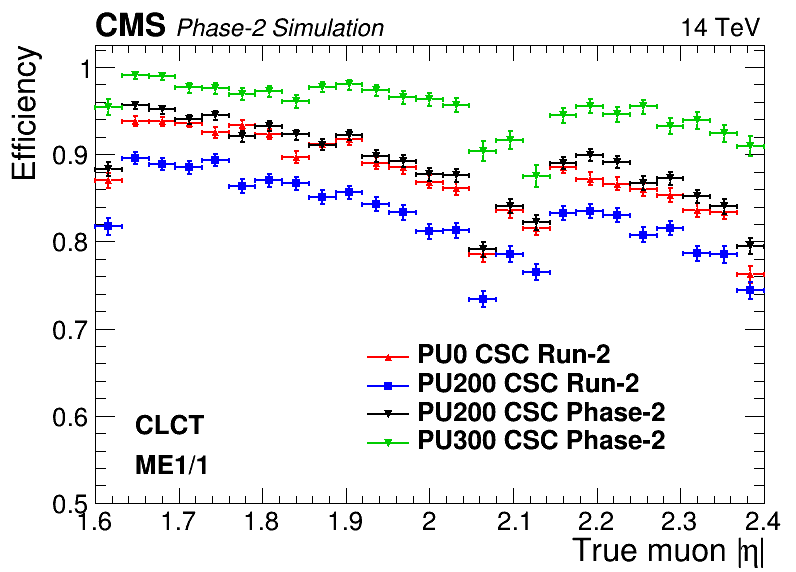 CMS Phase-2 Simulation 14 TeV
Efficiency
1
0.9
0.8
0.7
0.6
0.5
PU0 CSC Run-2
PU200 CSC Run-2
PU200 CSC Phase-2
PU300 CSC Phase-2
CLCT
ME1/1
1.6 1.7 1.8 1.9 2 2.1 2.2 2.3 2.4
True muon |η|